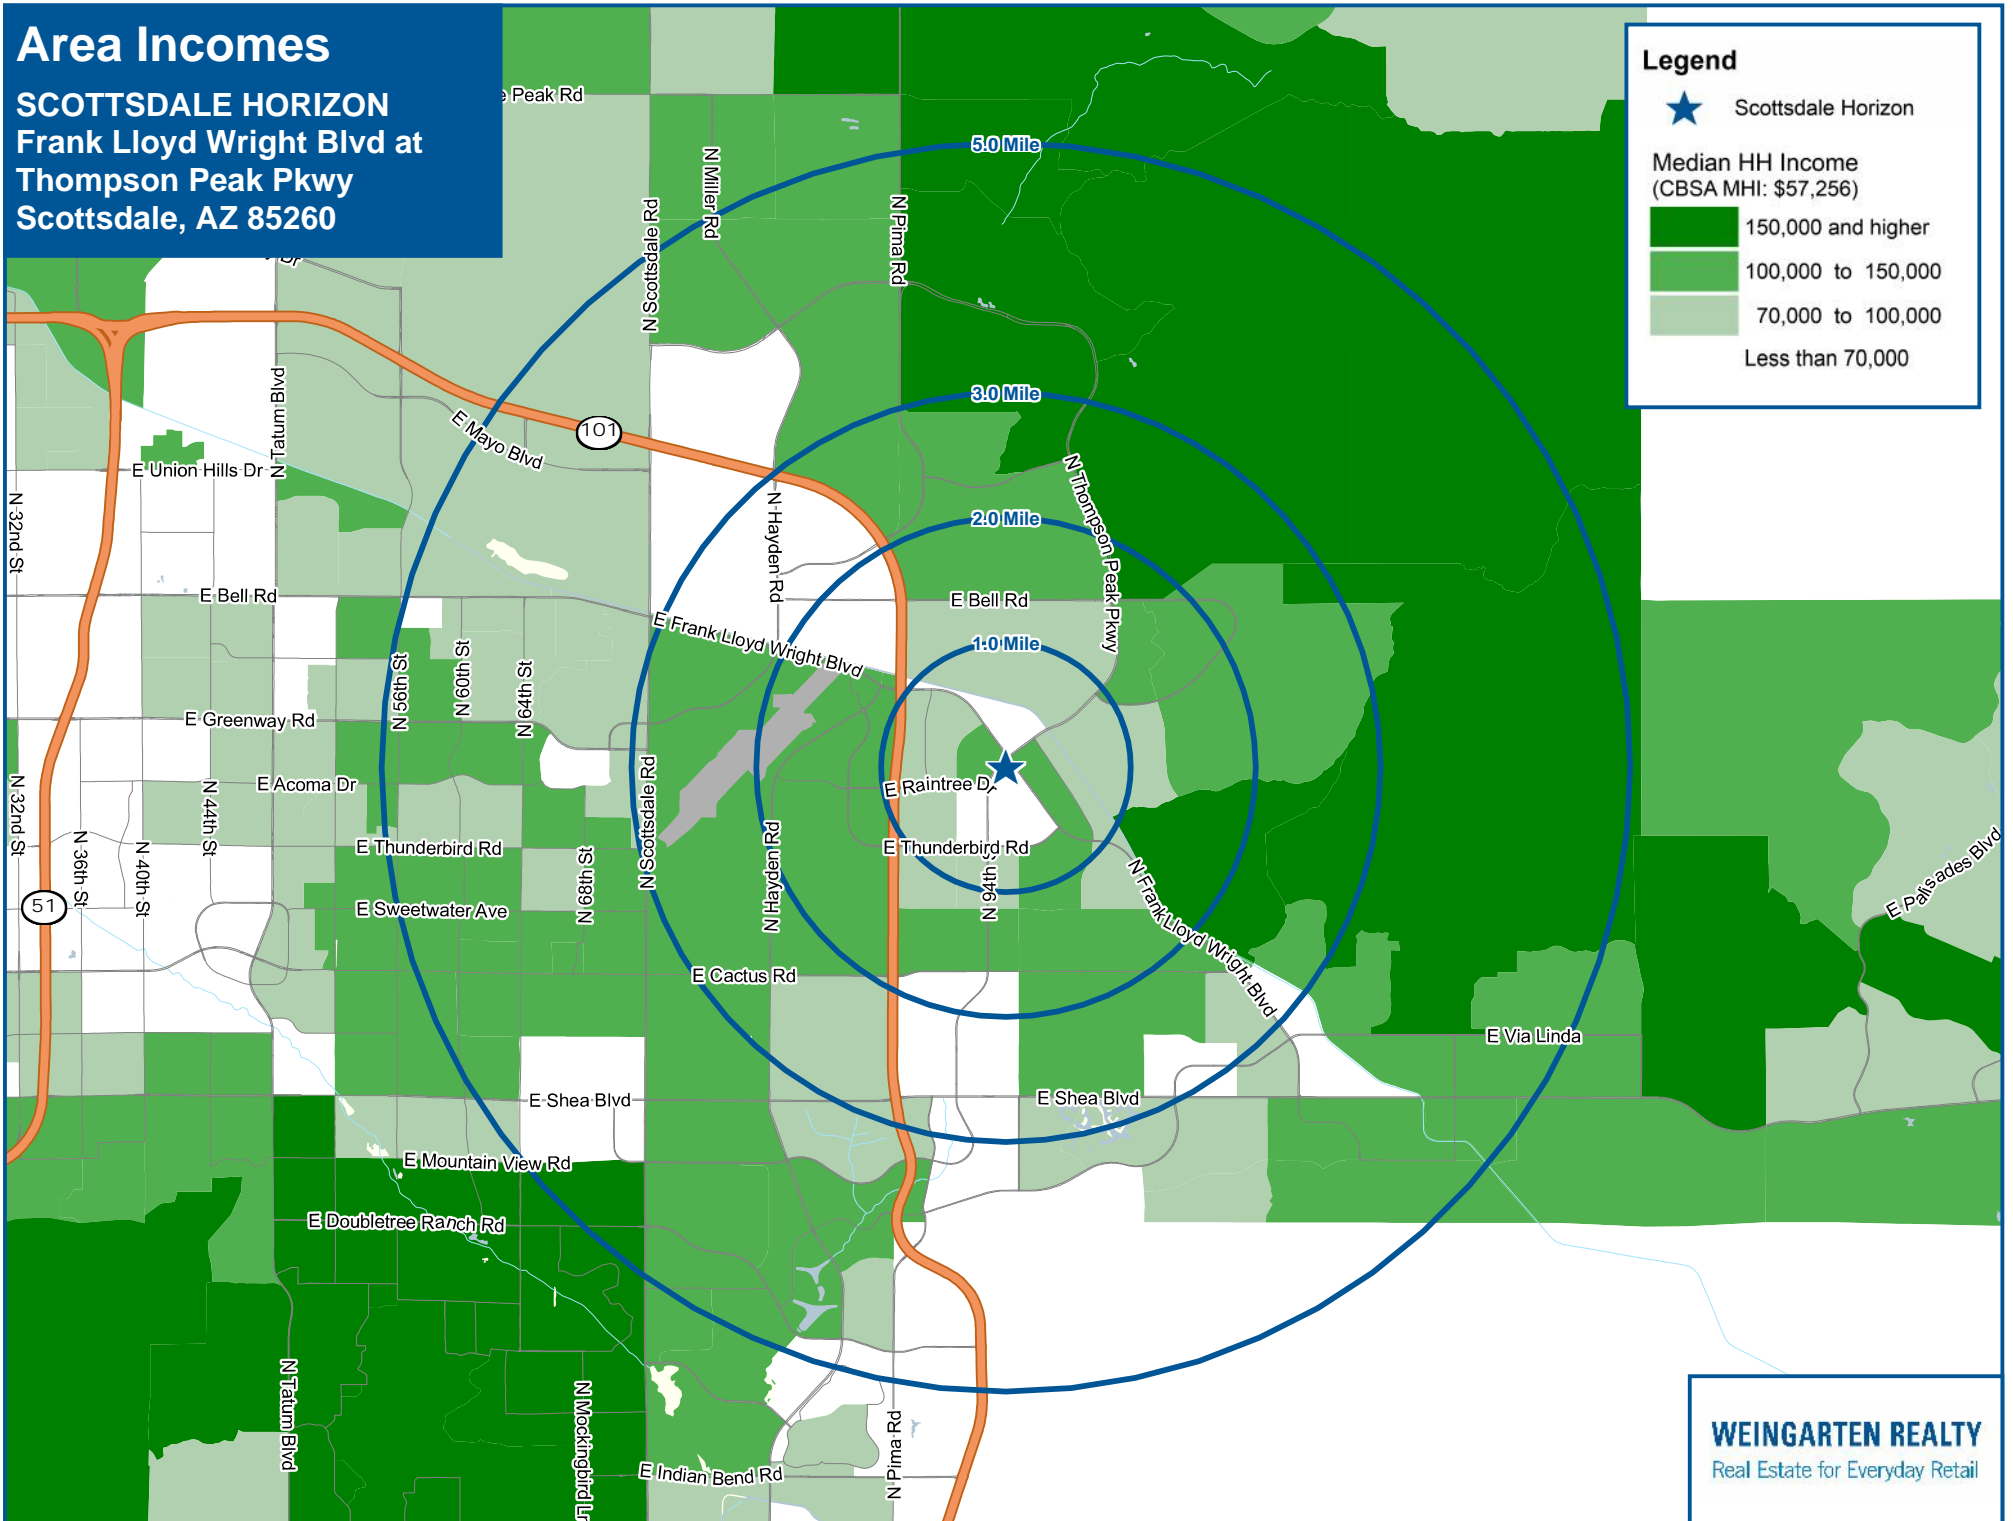 Area Incomes
SCOTTSDALE HORIZON
Frank Lloyd Wright Blvd at
Thompson Peak Pkwy
Scottsdale, AZ 85260
Legend
Scottsdale Horizon
Median HH Income
(CBSA MHI: $57,256)
150,000 and higher
100,000 to 150,000
70,000 to 100,000
Less than 70,000
Peak Rd
Dr
5.0 Mile
3.0 Mile
2.0 Mile
1.0 Mile
N Miller Rd
N Scottsdale Rd
N Pima Rd
N Tatum Blvd
E Mayo Blvd
101
E Union Hills Dr
N 32nd St
N Hayden Rd
N Thompson Peak Pkwy
E Bell Rd
E Bell Rd
E Frank Lloyd Wright Blvd
N 56th St
N 60th St
N 64th St
E Greenway Rd
E Acoma Dr
E Raintree Dr
N 32nd St
N 36th St
N 40th St
N 44th St
E Thunderbird Rd
E Thunderbird Rd
N Scottsdale Rd
N Hayden Rd
N 68th St
N 94th S
51
E Sweetwater Ave
N Frank Lloyd Wright Blvd
E Palisades Blvd
E Cactus Rd
E Via Linda
E Shea Blvd
E Shea Blvd
E Mountain View Rd
E Doubletree Ranch Rd
N Tatum Blvd
N Mockingbird Ln
N Pima Rd
E Indian Bend Rd
WEINGARTEN REALTY
Real Estate for Everyday Retail